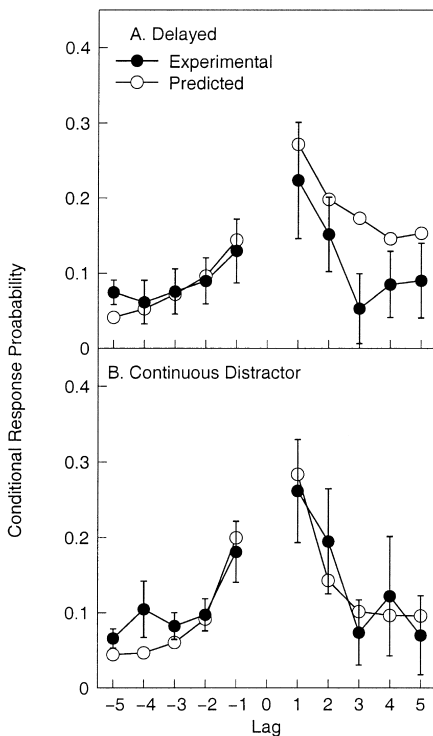 0.4
A. Delayed
Experimental
Predicted
0.3
0.2
0.1
0
Conditional Response Proabability
B. Continuous Distractor
0.4
0.3
0.2
0.1
0
−5 −4 −3 −2 −1 0 1 2 3 4 5
Lag